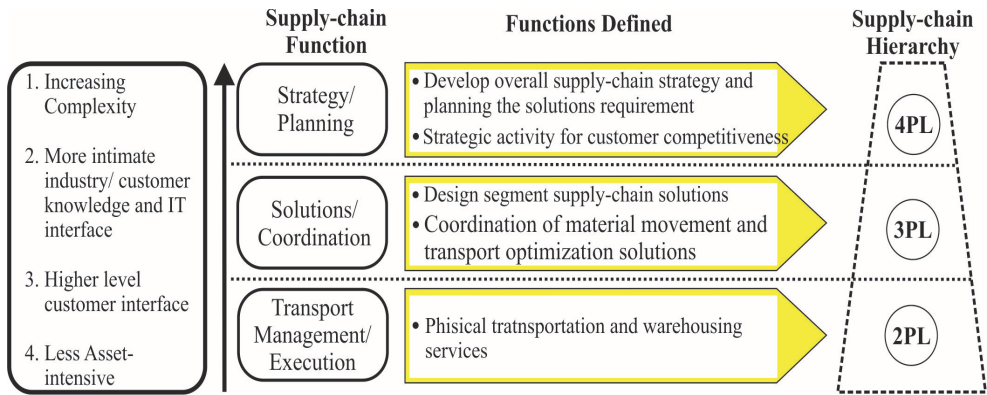 Supply-chain
Function
Functions Defined
Supply-chain
Hierarchy
1. Increasing
Complexity
2. More intimate
industry/ customer
knowledge and IT
interface
3. Higher level
customer interface
4. Less Asset-
intensive
Strategy/
Planning
• Develop overall supply-chain strategy and
planning the solutions requirement
• Strategic activity for customer competitiveness
4PL
Solutions/
Coordination
• Design segment supply-chain solutions
• Coordination of material movement and
transport optimization solutions
3PL
Transport
Management/
Execution
• Phisical tratnsportation and warehousing
services
2PL